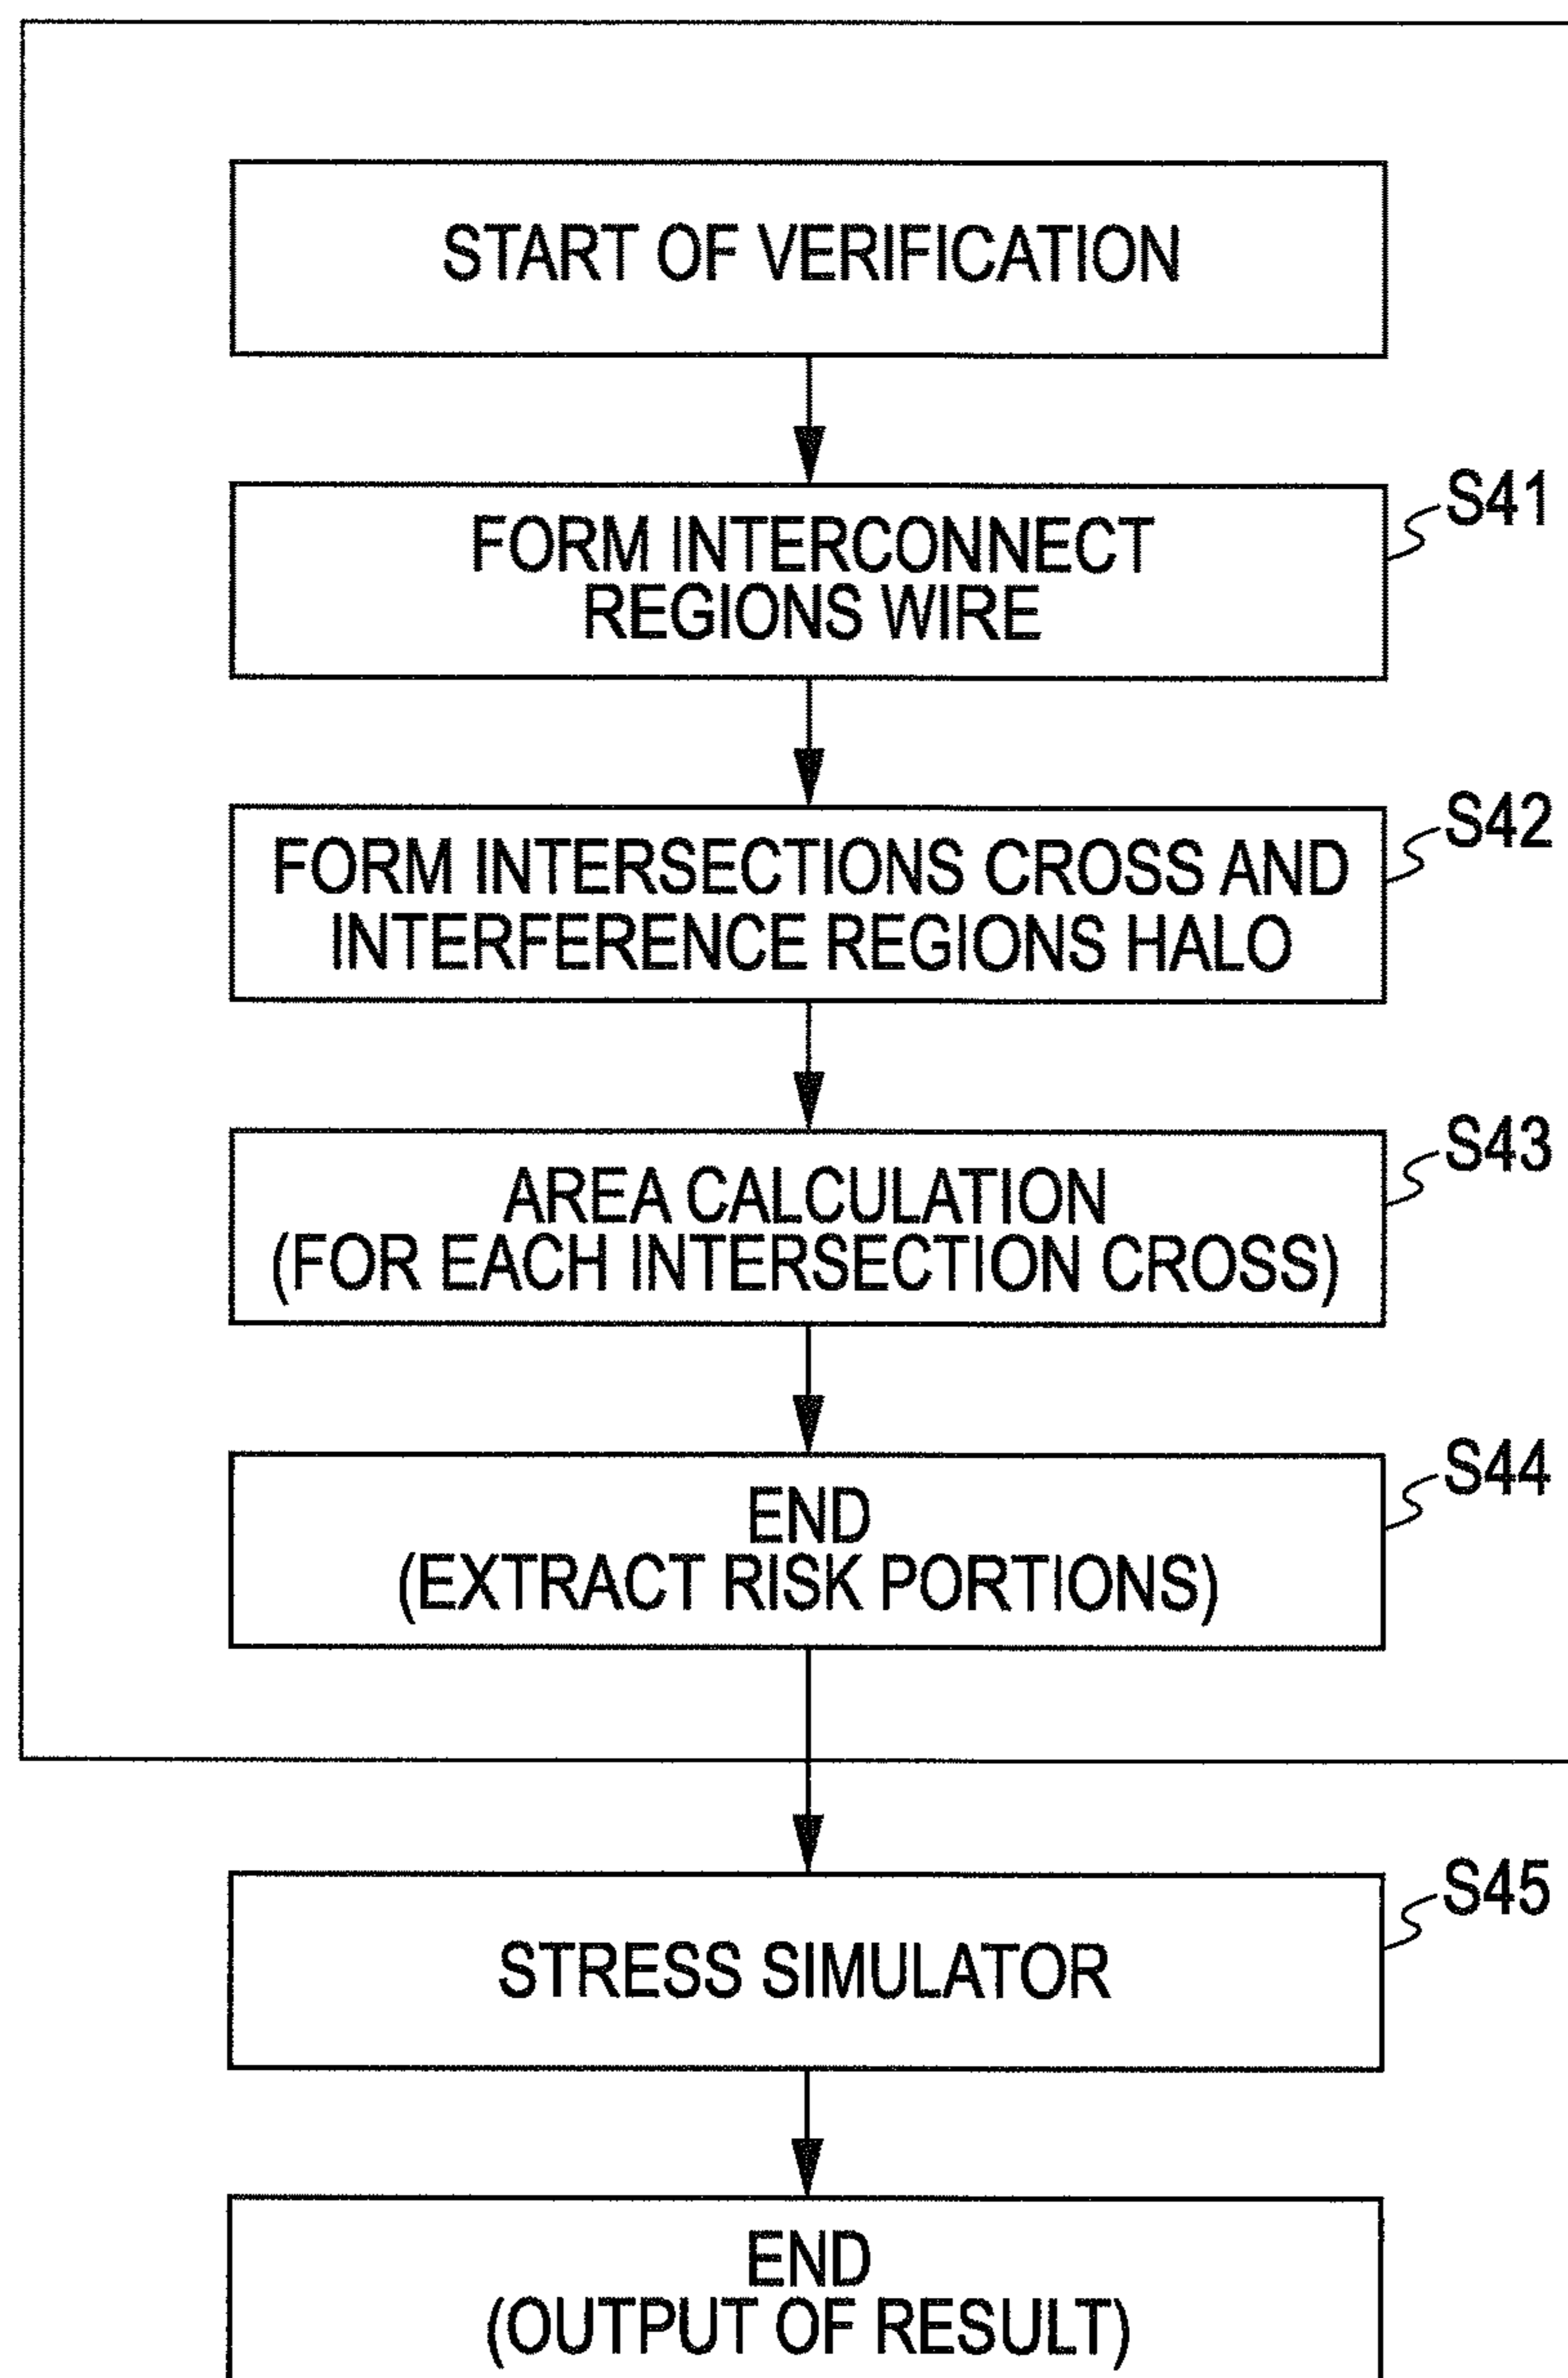 START OF VERIFICATION
S41
FORM INTERCONNECT
REGIONS WIRE
S42
FORM INTERSECTIONS CROSS AND
INTERFERENCE REGIONS HALO
S43
AREA CALCULATION
(FOR EACH INTERSECTION CROSS)
S44
END
(EXTRACT RISK PORTIONS)
S45
STRESS SIMULATOR
END
(OUTPUT OF RESULT)